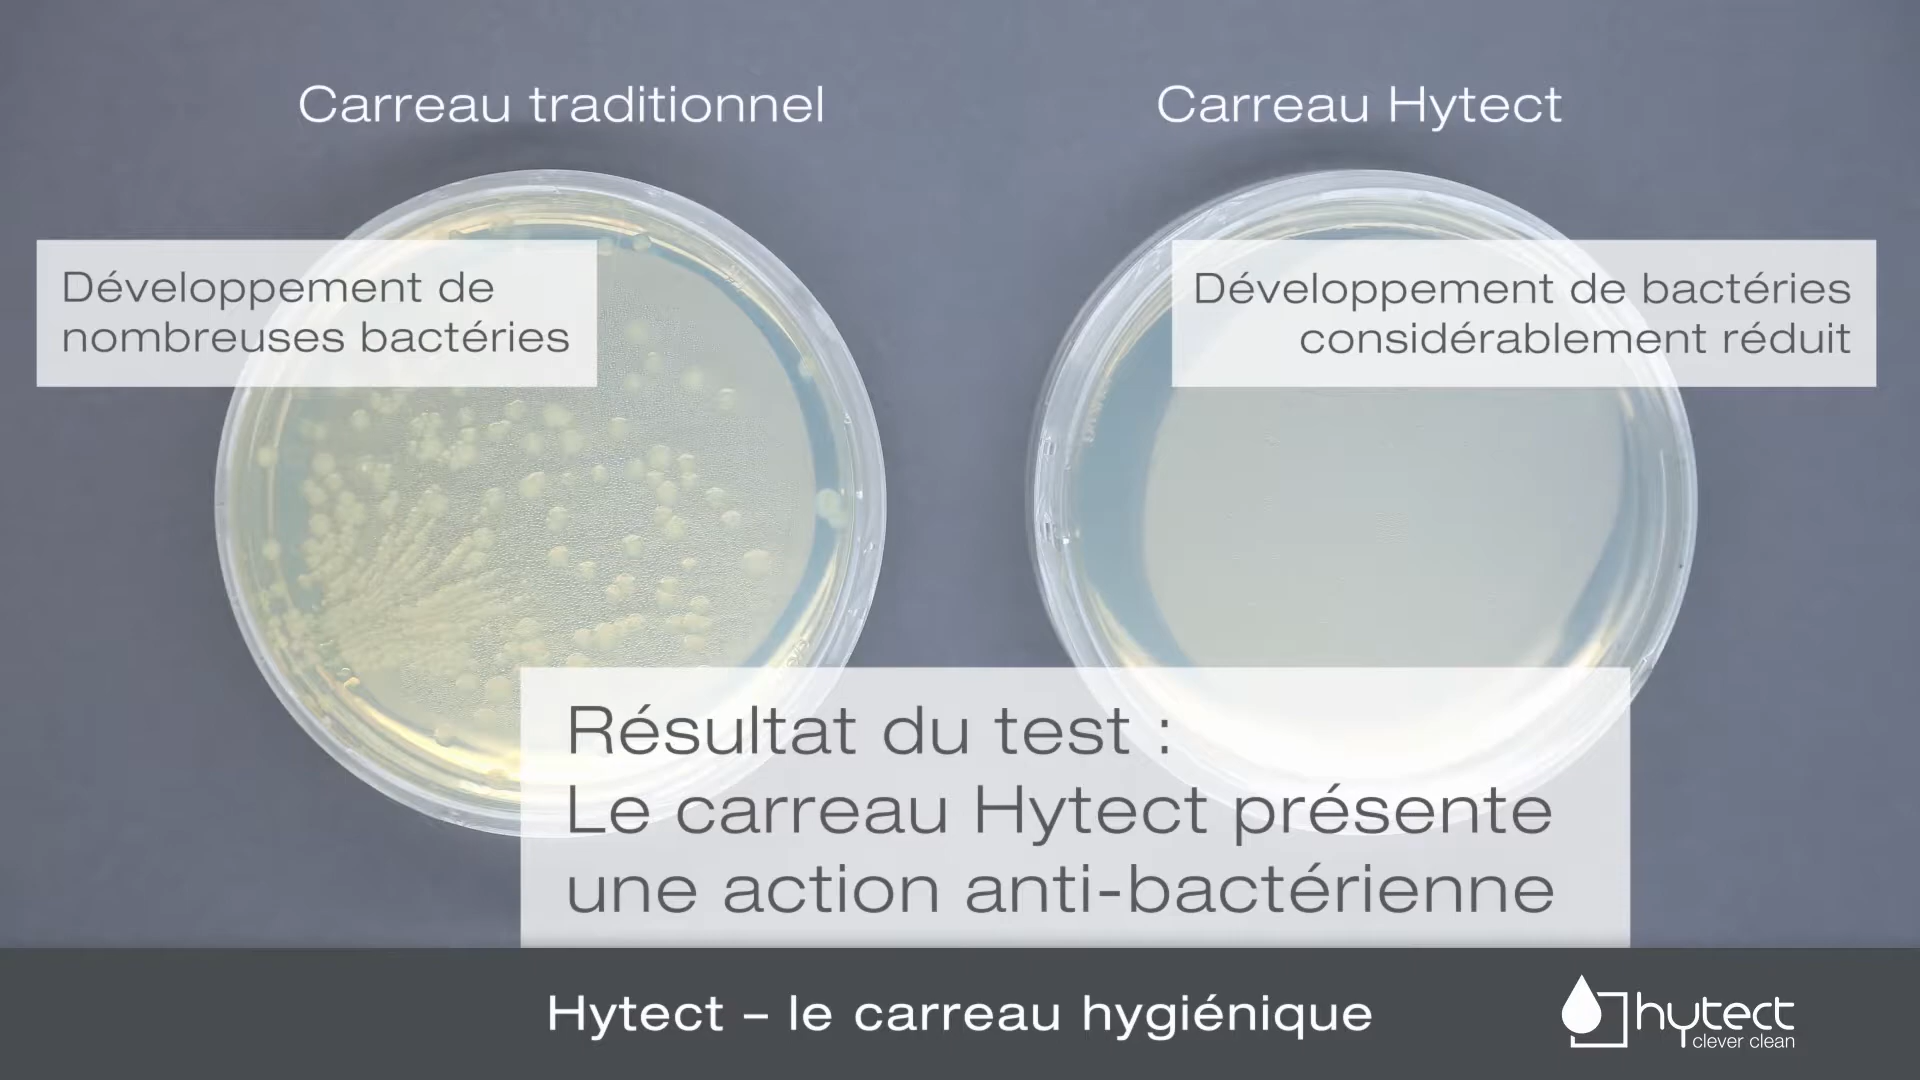 Carreau traditionnel
Carreau Hytect
Développement de
nombreuses bactéries
Développement de bactéries
considérablement réduit
Résultat du test :
Le carreau Hytect présente
une action anti-bactérienne
Hytect – le carreau hygiénique
hytect
clever clean